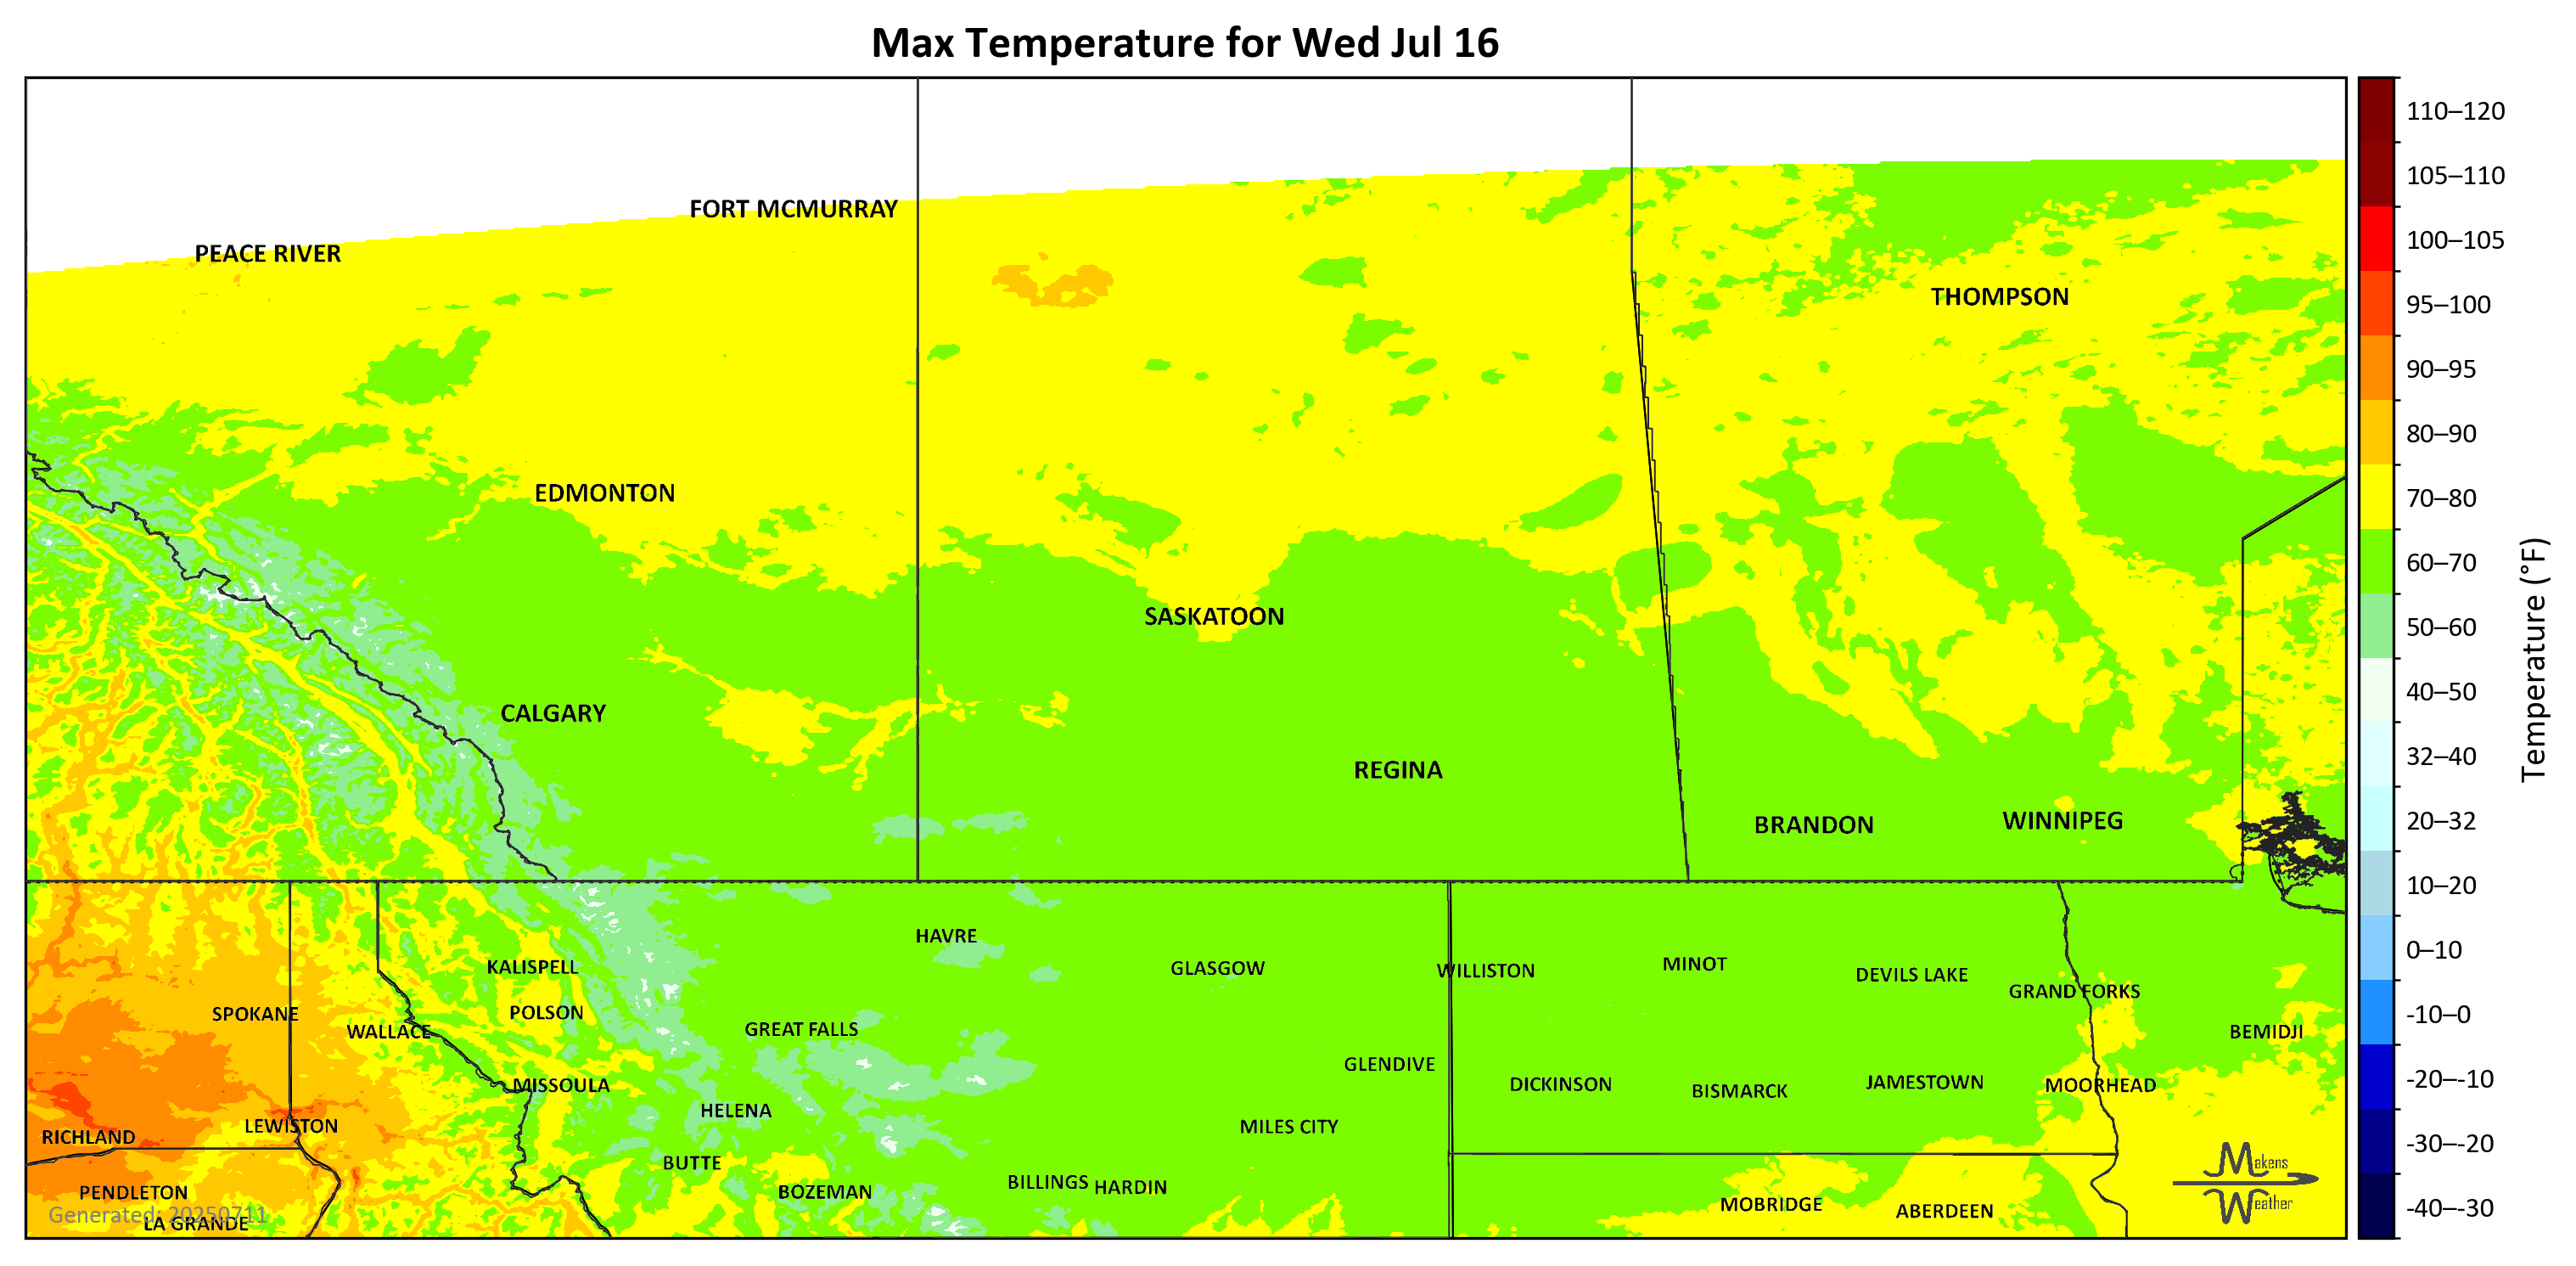 Max Temperature for Wed Jul 16
FORT MCMURRAY
PEACE RIVER
THOMPSON
EDMONTON
SASKATOON
CALGARY
REGINA
BRANDON
WINNIPEG
HAVRE
KALISPELL
GLASGOW
WILLISTON
MINOT
DEVILS LAKE
GRAND FORKS
SPOKANE
POLSON
WALLACE
GREAT FALLS
BEMIDJI
GLENDIVE
MISSOULA
DICKINSON
BISMARCK
JAMESTOWN
MOORHEAD
HELENA
RICHLAND
LEWISTON
MILES CITY
BUTTE
PENDLETON
BOZEMAN
BILLINGS
HARDIN
MOBRIDGE
ABERDEEN
LA GRANDE
Generated: 20250711
Makens
Weather
110–120
105–110
100–105
95–100
90–95
80–90
70–80
60–70
50–60
40–50
32–40
20–32
10–20
0–10
-10–0
-20–-10
-30–-20
-40–-30
Temperature (°F)